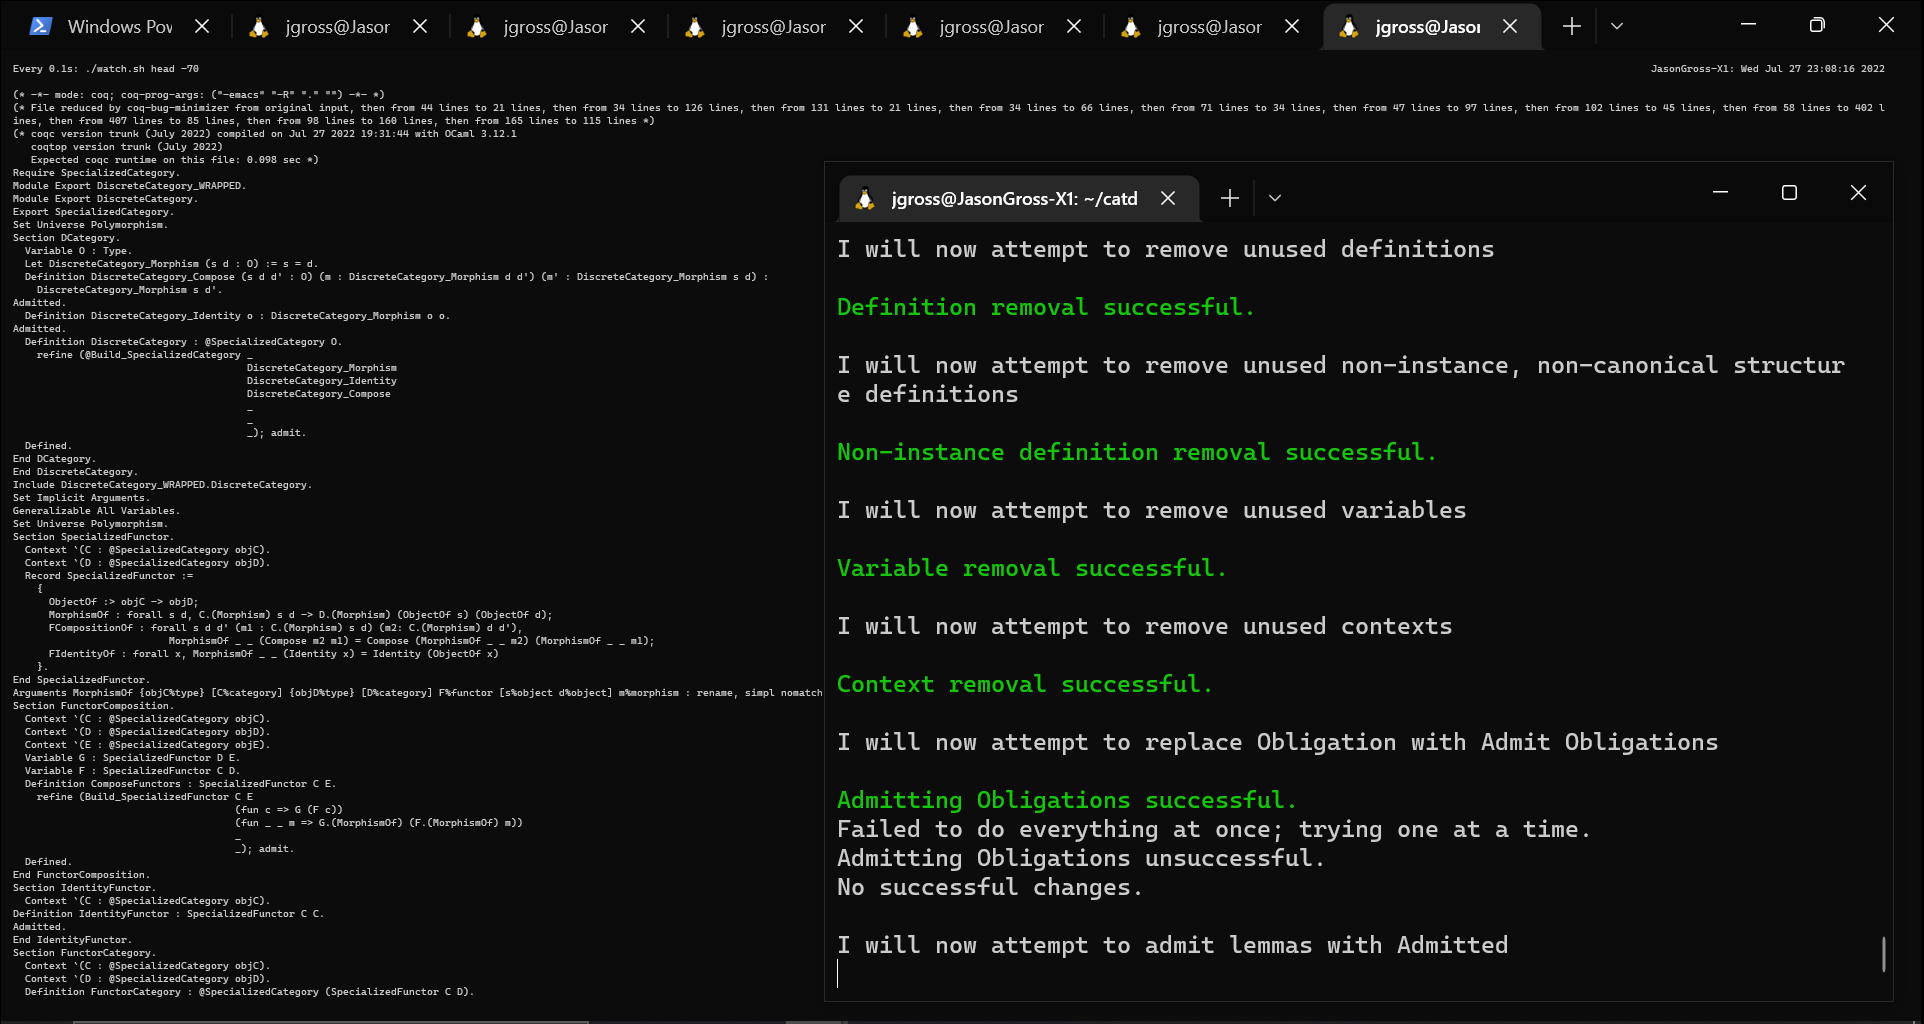 Windows Pov
jgross@Jasor
jgross@Jasor
jgross@Jasor
jgross@Jasor
jgross@Jasor
jgross@Jasor
Every 0.1s: ./watch.sh head -70
JasonGross-X1: Wed Jul 27 23:08:16 2022
(* -*- mode: coq; coq-prog-args: ("-emacs" "-R" "." "") -*- *)
(* File reduced by coq-bug-minimizer from original input, then from 44 lines to 21 lines, then from 34 lines to 126 lines, then from 131 lines to 21 lines, then from 34 lines to 66 lines, then from 71 lines to 34 lines, then from 47 lines to 97 lines, then from 102 lines to 45 lines, then from 58 lines to 402 l
ines, then from 407 lines to 85 lines, then from 98 lines to 160 lines, then from 165 lines to 115 lines *)
(* coqc version trunk (July 2022) compiled on Jul 27 2022 19:31:44 with OCaml 3.12.1
coqtop version trunk (July 2022)
Expected coqc runtime on this file: 0.098 sec *)
Require SpecializedCategory.
Module Export DiscreteCategory_WRAPPED.
Module Export DiscreteCategory.
Export SpecializedCategory.
Set Universe Polymorphism.
Section DCategory.
Variable O : Type.
Let DiscreteCategory_Morphism (s d : O) := s = d.
Definition DiscreteCategory_Compose (s d d' : O) (m : DiscreteCategory_Morphism d d') (m' : DiscreteCategory_Morphism s d) :
DiscreteCategory_Morphism s d'.
Admitted.
Definition DiscreteCategory_Identity o : DiscreteCategory_Morphism o o.
Admitted.
Definition DiscreteCategory : @SpecializedCategory O.
refine (@Build_SpecializedCategory _
DiscreteCategory_Morphism
DiscreteCategory_Identity
DiscreteCategory_Compose
_
_
_); admit.
Defined.
End DCategory.
End DiscreteCategory.
Include DiscreteCategory_WRAPPED.DiscreteCategory.
Set Implicit Arguments.
Generalizable All Variables.
Set Universe Polymorphism.
Section SpecializedFunctor.
Context `(C : @SpecializedCategory objC).
Context `(D : @SpecializedCategory objD).
Record SpecializedFunctor :=
{
ObjectOf :> objC -> objD;
MorphismOf : forall s d, C.(Morphism) s d -> D.(Morphism) (ObjectOf s) (ObjectOf d);
FCompositionOf : forall s d d' (m1 : C.(Morphism) s d) (m2: C.(Morphism) d d'),
MorphismOf _ _ (Compose m2 m1) = Compose (MorphismOf _ _ m2) (MorphismOf _ _ m1);
FIdentityOf : forall x, MorphismOf _ _ (Identity x) = Identity (ObjectOf x)
}.
End SpecializedFunctor.
Arguments MorphismOf {objC%type} [C%category] {objD%type} [D%category] F%functor [s%object d%object] m%morphism : rename, simpl nomatch
Section FunctorComposition.
Context `(C : @SpecializedCategory objC).
Context `(D : @SpecializedCategory objD).
Context `(E : @SpecializedCategory objE).
Variable G : SpecializedFunctor D E.
Variable F : SpecializedFunctor C D.
Definition ComposeFunctors : SpecializedFunctor C E.
refine (Build_SpecializedFunctor C E
(fun c => G (F c))
(fun _ _ m => G.(MorphismOf) (F.(MorphismOf) m))
_
_); admit.
Defined.
End FunctorComposition.
Section IdentityFunctor.
Context `(C : @SpecializedCategory objC).
Definition IdentityFunctor : SpecializedFunctor C C.
Admitted.
End IdentityFunctor.
Section FunctorCategory.
Context `(C : @SpecializedCategory objC).
Context `(D : @SpecializedCategory objD).
Definition FunctorCategory : @SpecializedCategory (SpecializedFunctor C D).
jgross@JasonGross-X1: ~/catd
I will now attempt to remove unused definitions
Definition removal successful.
I will now attempt to remove unused non-instance, non-canonical structur
e definitions
Non-instance definition removal successful.
I will now attempt to remove unused variables
Variable removal successful.
I will now attempt to remove unused contexts
Context removal successful.
I will now attempt to replace Obligation with Admit Obligations
Admitting Obligations successful.
Failed to do everything at once; trying one at a time.
Admitting Obligations unsuccessful.
No successful changes.
I will now attempt to admit lemmas with Admitted